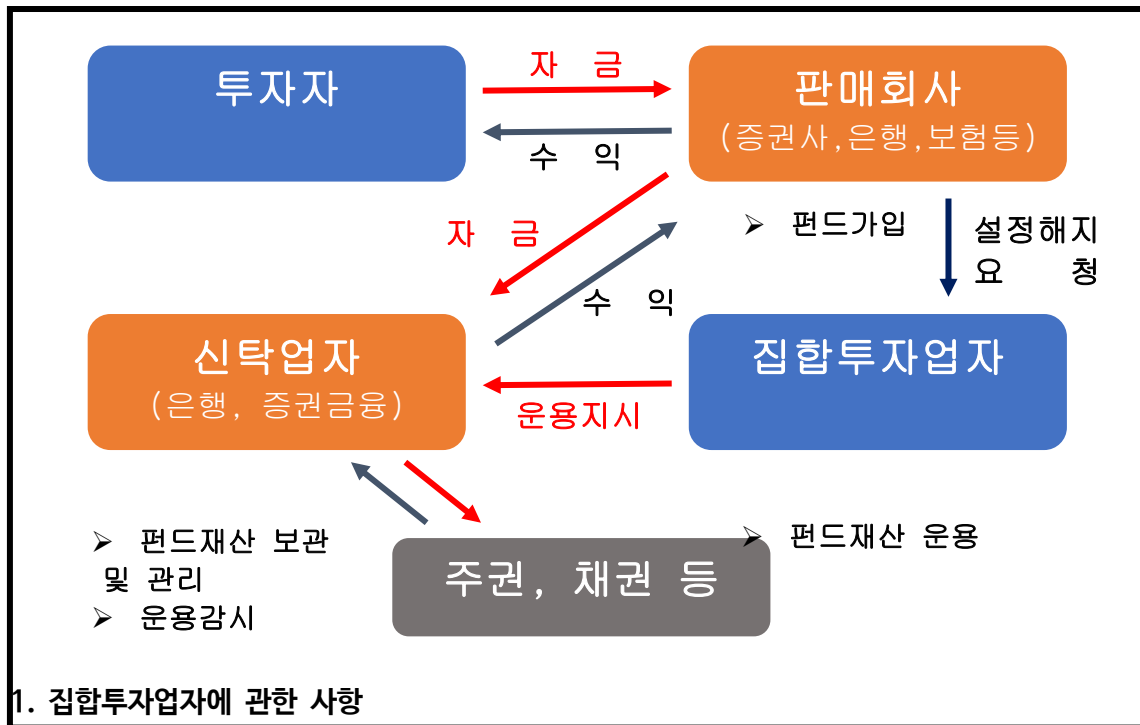 투자자
자 금
판매회사
(증권사,은행,보험등)
수 익
자 금
➢ 펀드가입
설정해지
요 청
수 익
신탁업자
(은행, 증권금융)
운용지시
집합투자업자
➢ 펀드재산 보관
및 관리
➢ 운용감시
주권, 채권 등
➢ 펀드재산 운용
1. 집합투자업자에 관한 사항